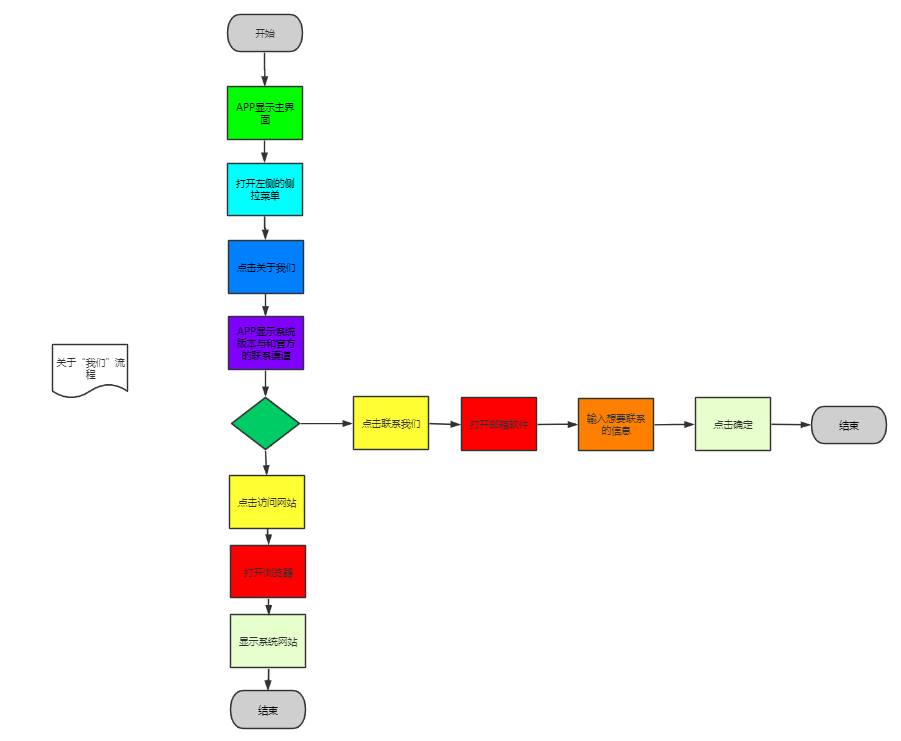 开始
APP显示主界
面
打开左侧的侧
拉菜单
点击关于我们
APP显示系统
版本与和官方
的联系渠道
关于“我们”流
程
点击联系我们
打开邮箱软件
输入想要联系
的信息
点击确定
结束
点击访问网站
打开浏览器
显示系统网站
结束